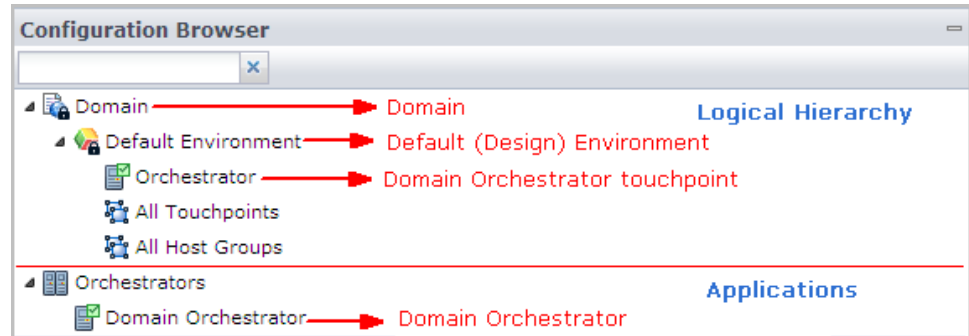 Configuration Browser
Domain Domain Logical Hierarchy
Default Environment Default (Design) Environment
Orchestrator Domain Orchestrator touchpoint
All Touchpoints
All Host Groups
Orchestrators Applications
Domain Orchestrator Domain Orchestrator